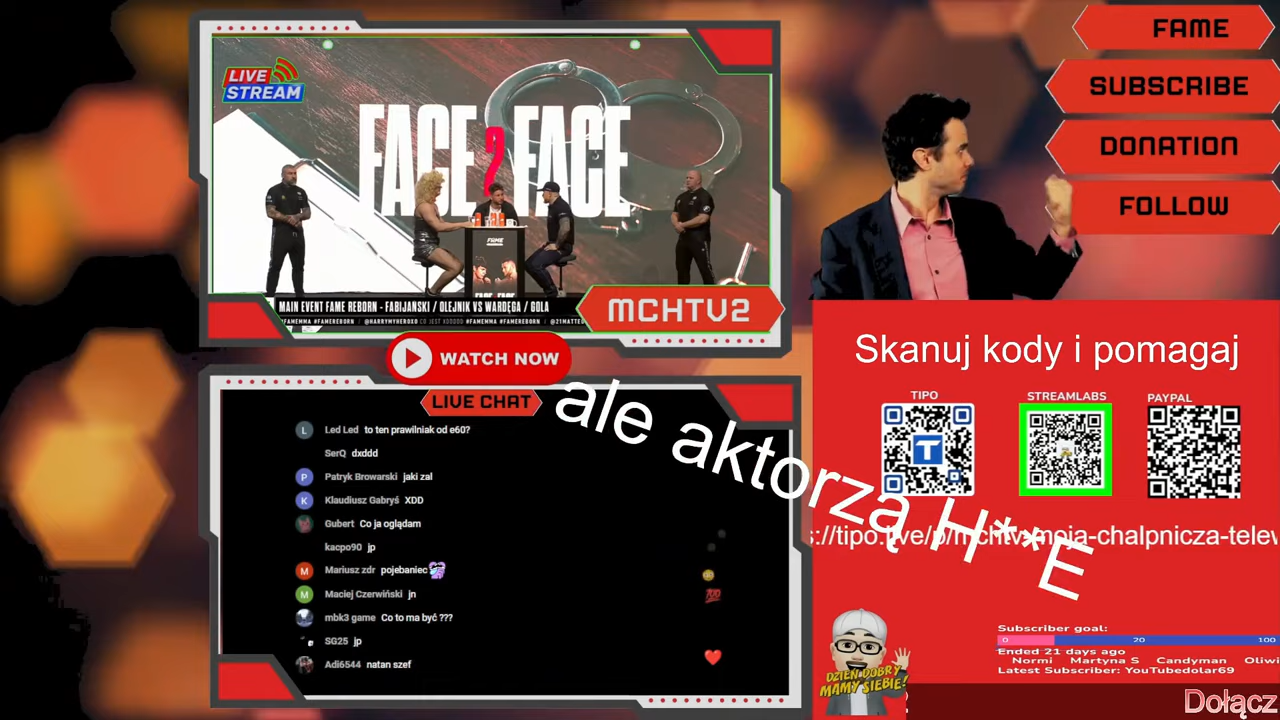 LIVE
STREAM
FACE 2 FACE
FAME
MAIN EVENT FAME REBORN - FABIJAŃSKI / OLEJNIK VS WARDĘGA / GOLA
MCHTV2
WATCH NOW
LIVE CHAT
L Led Led to ten prawilniak od e60?
SerQ dxddd
P Patryk Browarski jaki zal
K Klaudiusz Gabryś XDD
Gubert Co ja oglądam
kacpo90 jp
M Mariusz zdr pojebaniec
M Maciej Czerwiński jn
mbk3 game Co to ma być ???
SG25 jp
Adi6544 natan szef
100
ale aktorzą H**E
FAME
SUBSCRIBE
DONATION
FOLLOW
Skanuj kody i pomagaj
TIPO
STREAMLABS
PAYPAL
T
DZIEŃ DOBRY
MAMY SIEBIE!
Subscriber goal:
0 20 100
Ended 21 days ago
Normi Martyna S Candyman Oliwi
Latest Subscriber: YouTubedolar69
Dołącz